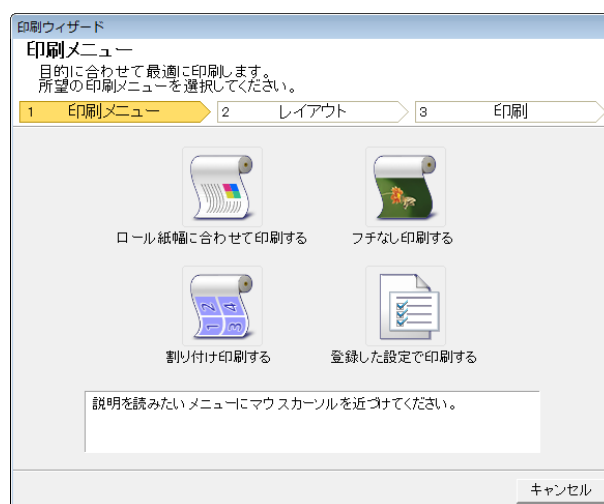 印刷ウィザード
印刷メニュー
目的に合わせて最適に印刷します。
所望の印刷メニューを選択してください。
1 印刷メニュー 2 レイアウト 3 印刷
ロール紙幅に合わせて印刷する フチなし印刷する
1 2 3 4
割り付け印刷する 登録した設定で印刷する
説明を読みたいメニューにマウスカーソルを近づけてください。
キャンセル